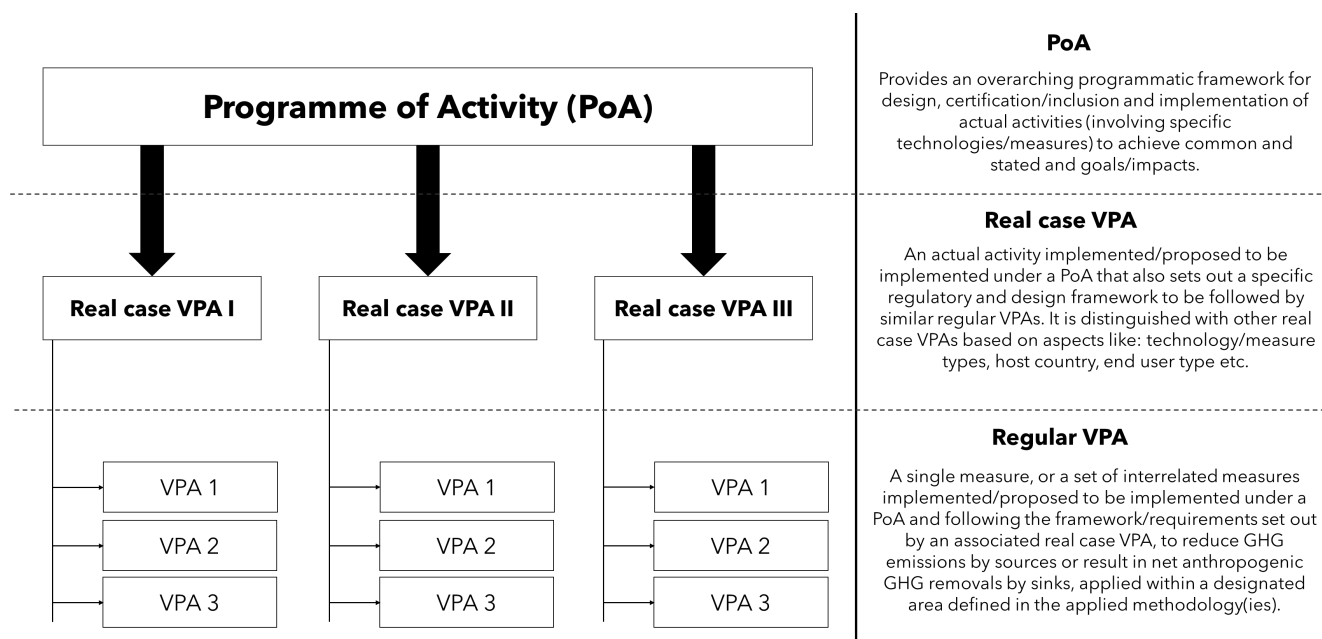 Programme of Activity (PoA)
PoA
Provides an overarching programmatic framework for
design, certification/inclusion and implementation of
actual activities (involving specific
technologies/measures) to achieve common and
stated and goals/impacts.
Real case VPA I
Real case VPA II
Real case VPA III
Real case VPA
An actual activity implemented/proposed to be
implemented under a PoA that also sets out a specific
regulatory and design framework to be followed by
similar regular VPAs. It is distinguished with other real
case VPAs based on aspects like: technology/measure
types, host country, end user type etc.
VPA 1
VPA 2
VPA 3
VPA 1
VPA 2
VPA 3
VPA 1
VPA 2
VPA 3
Regular VPA
A single measure, or a set of interrelated measures
implemented/proposed to be implemented under a
PoA and following the framework/requirements set out
by an associated real case VPA, to reduce GHG
emissions by sources or result in net anthropogenic
GHG removals by sinks, applied within a designated
area defined in the applied methodology(ies).